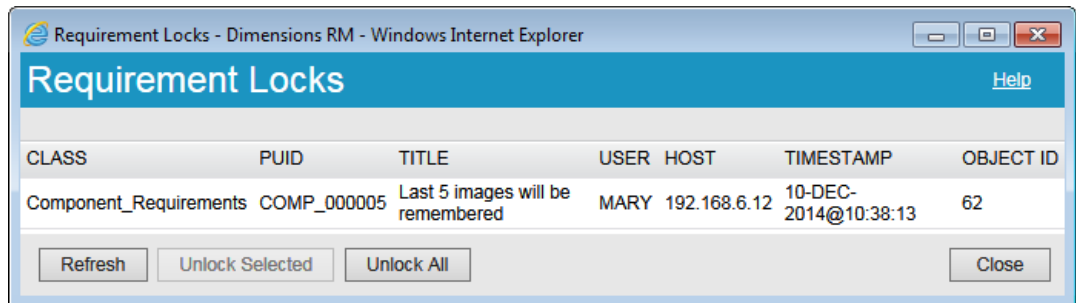 Requirement Locks - Dimensions RM - Windows Internet Explorer
Requirement Locks Help
CLASS PUID TITLE USER HOST TIMESTAMP OBJECT ID
Component_Requirements COMP_000005 Last 5 images will be remembered MARY 192.168.6.12 10-DEC-2014@10:38:13 62
Refresh Unlock Selected Unlock All Close